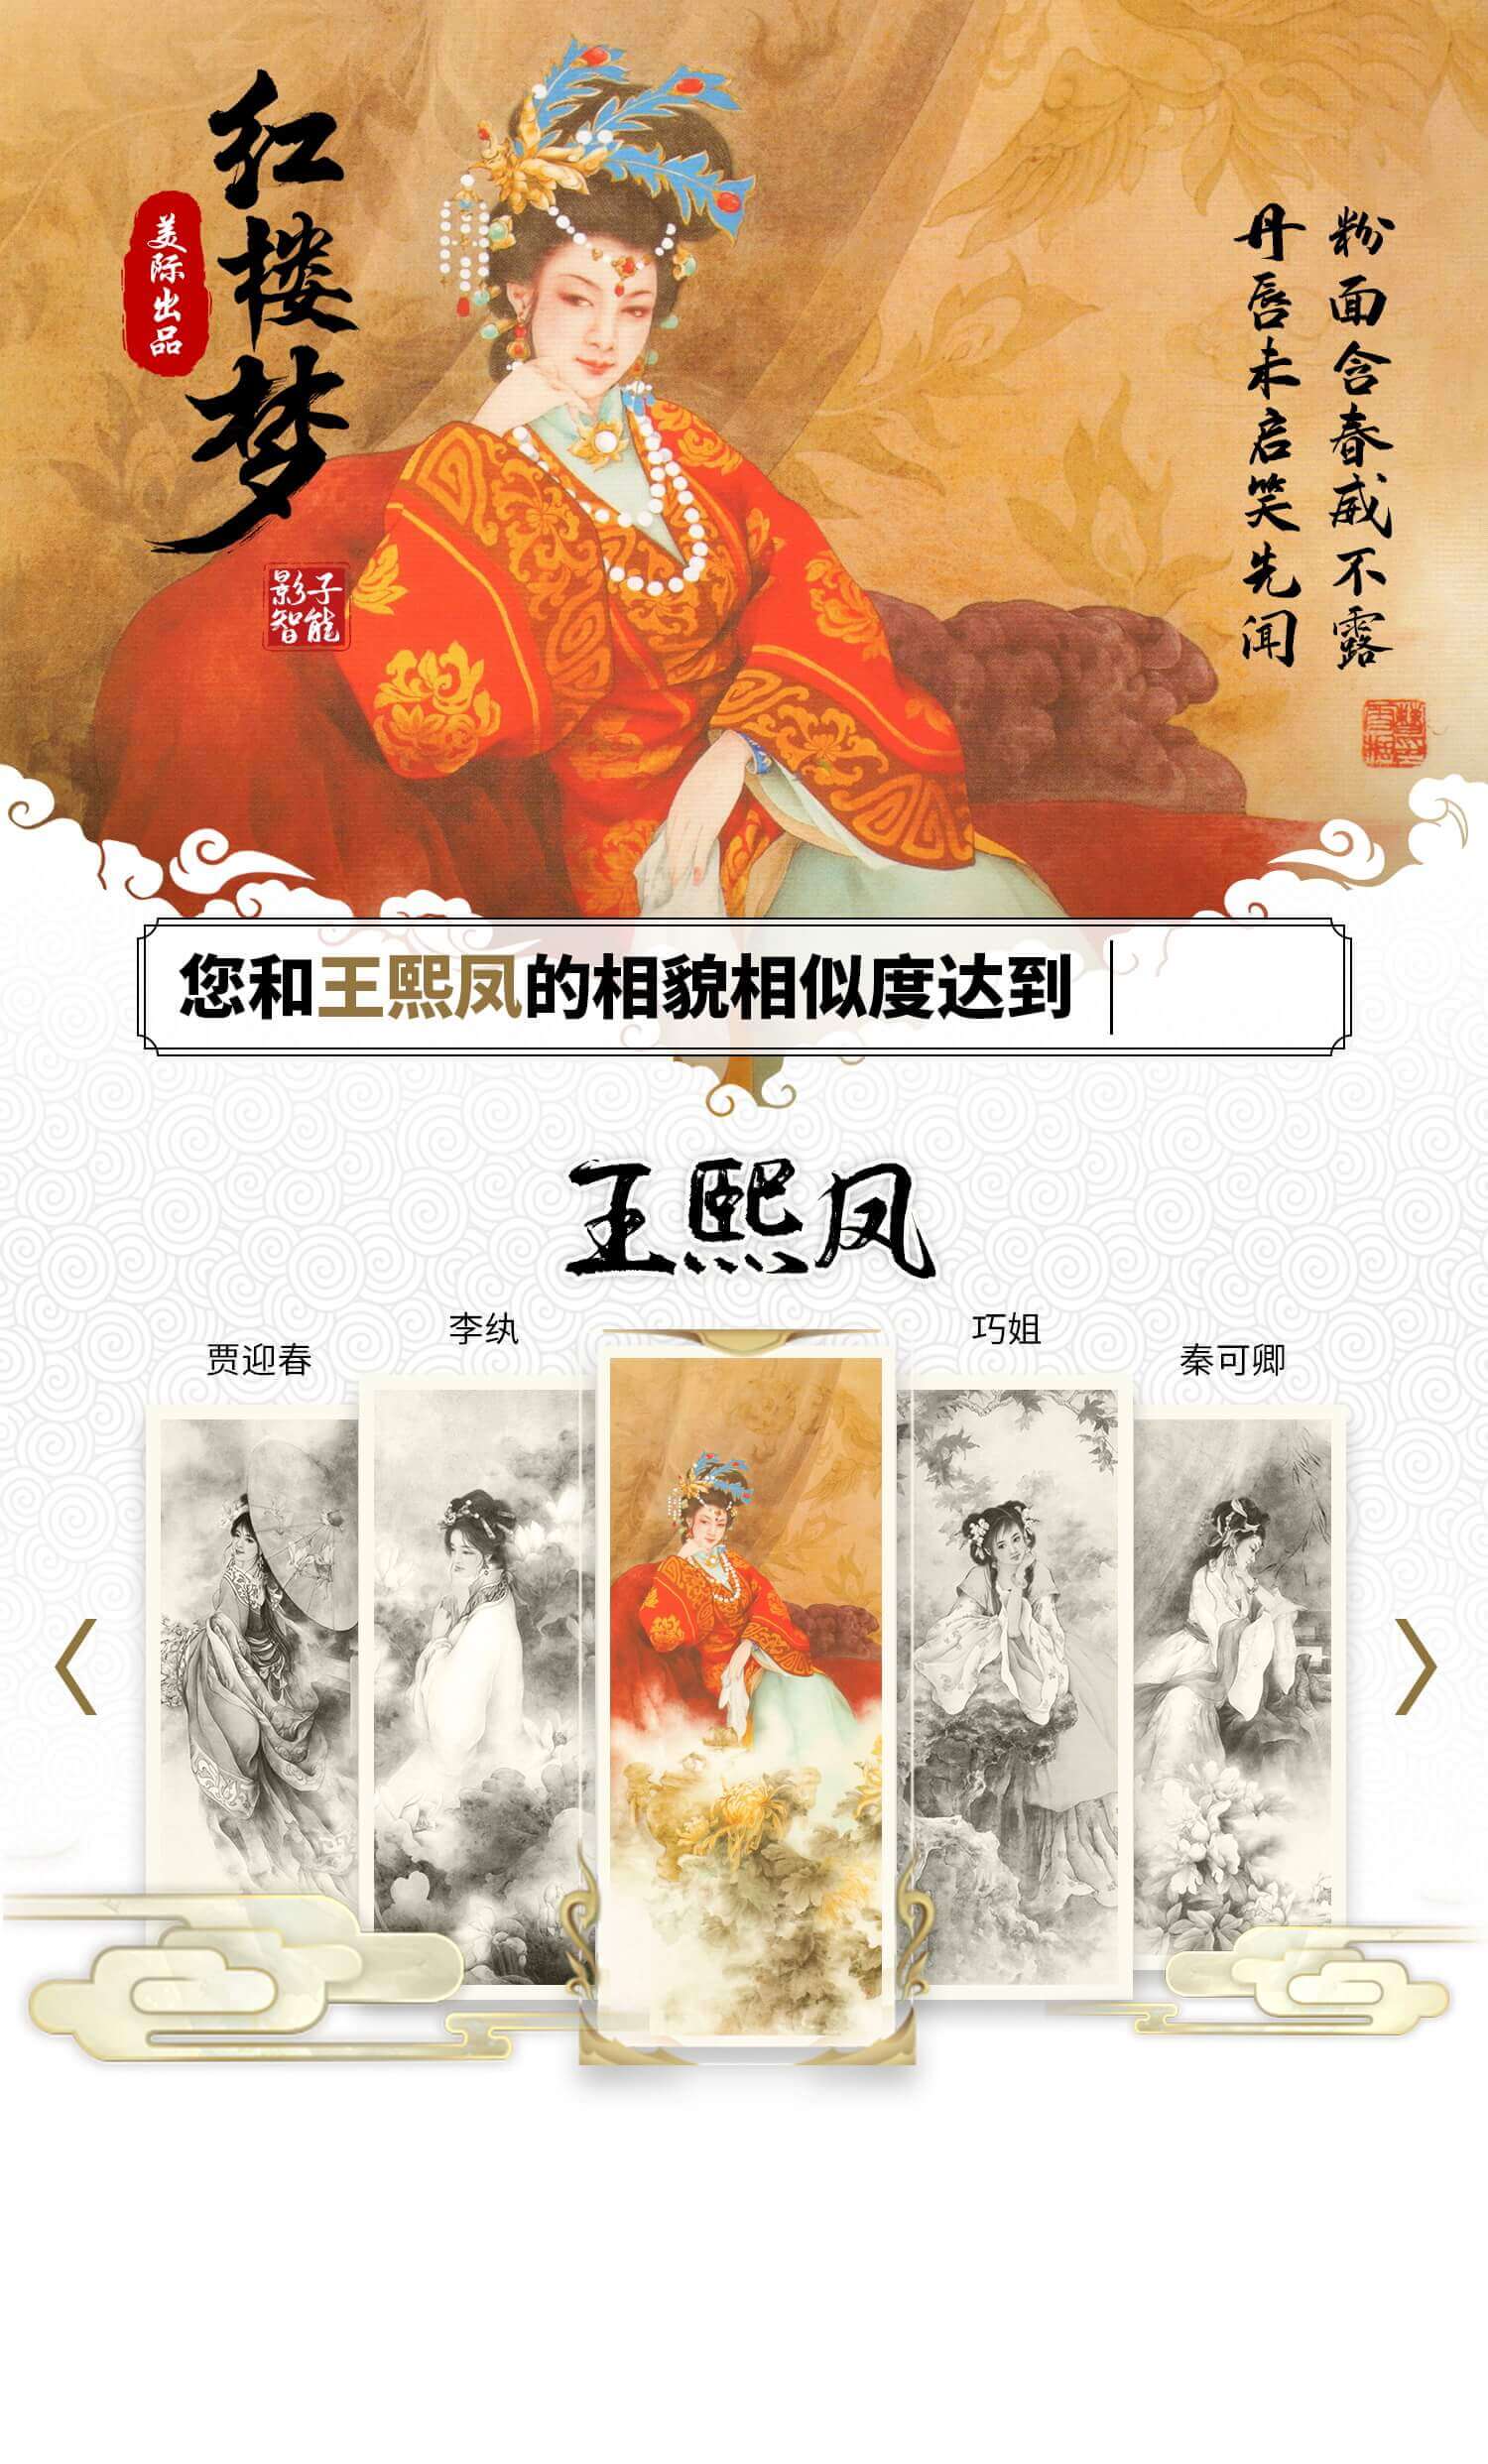 红楼梦
美际出品
影子
智能
粉面含春威不露
丹唇未启笑先闻
您和王熙凤的相貌相似度达到
王熙凤
贾迎春
李纨
巧姐
秦可卿